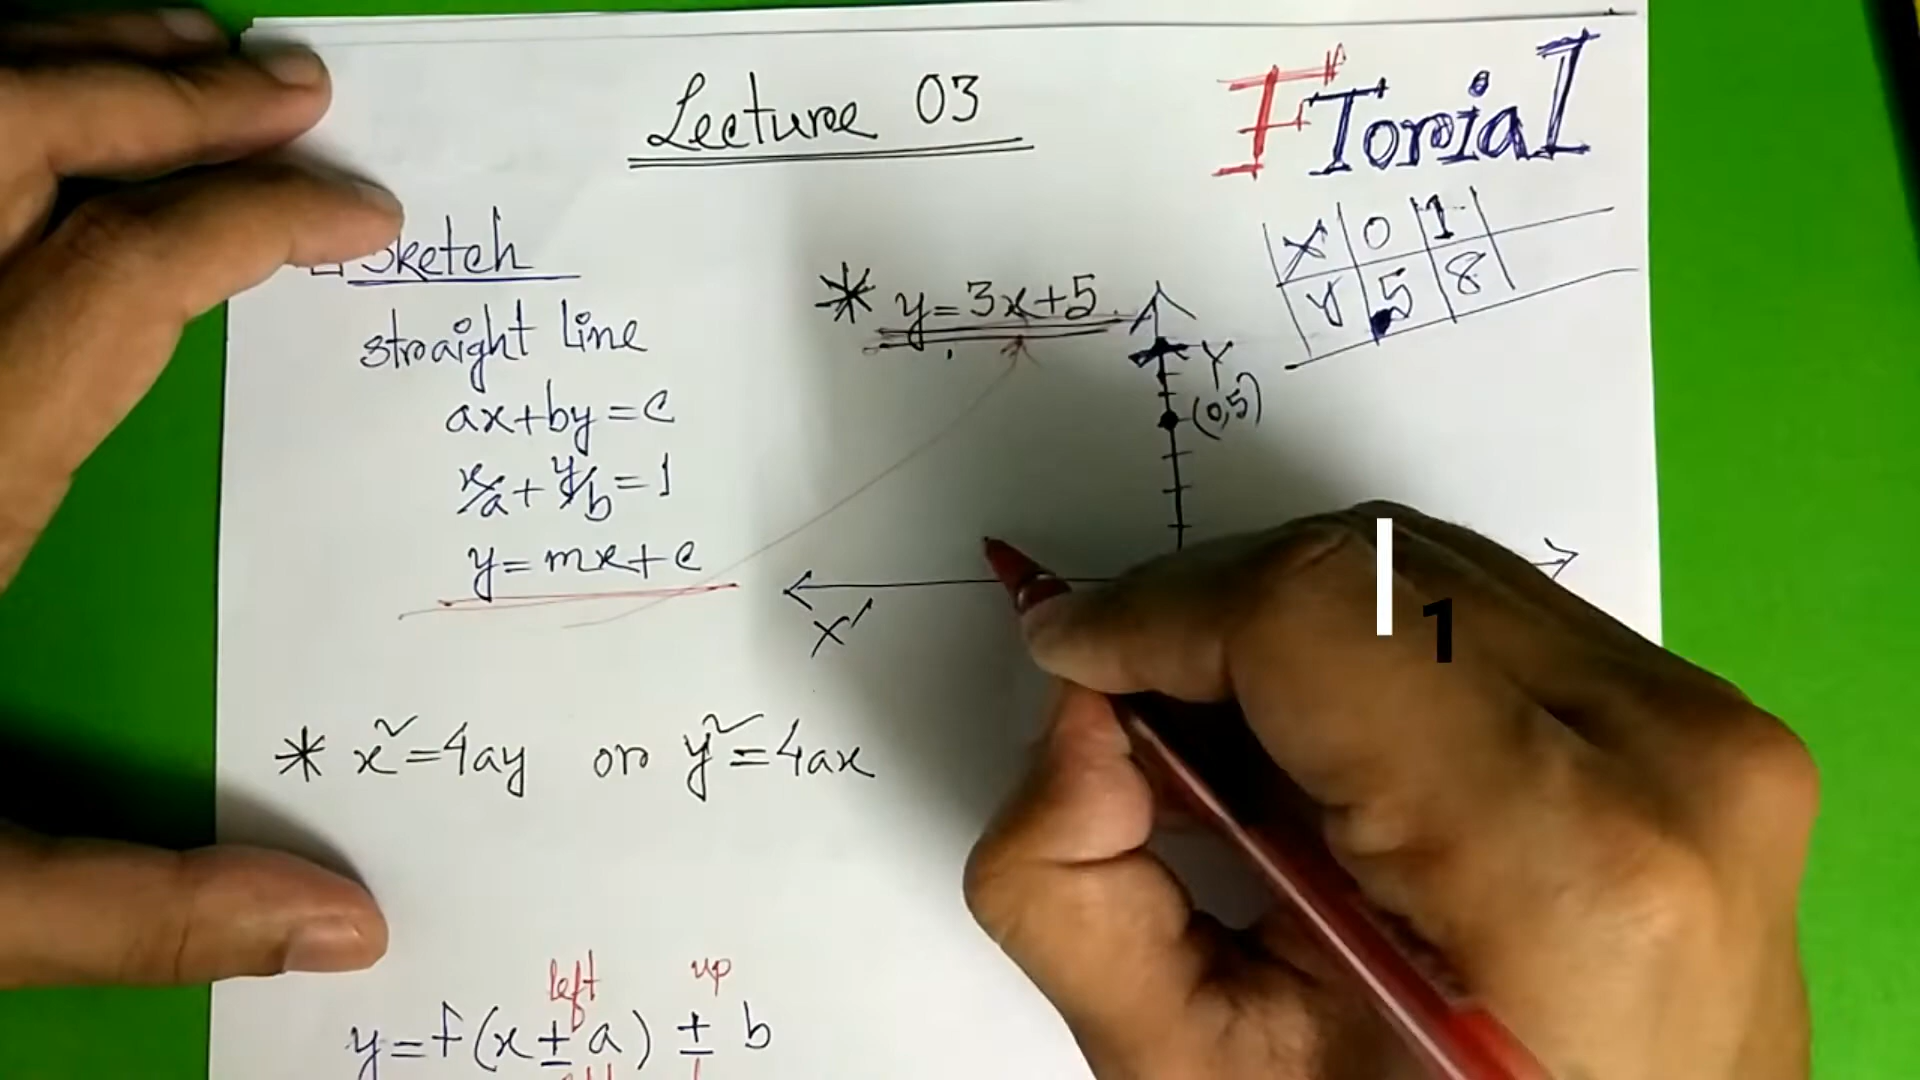 Lecture 03
FTorial
X 0 1
Y 5 8
Sketch
straight line
ax+by=c
x/a + y/b = 1
y=mx+c
* y=3x+5
Y
(0,5)
X'
1
* x²=4ay or y²=4ax
left up
y=f(x±a) ± b